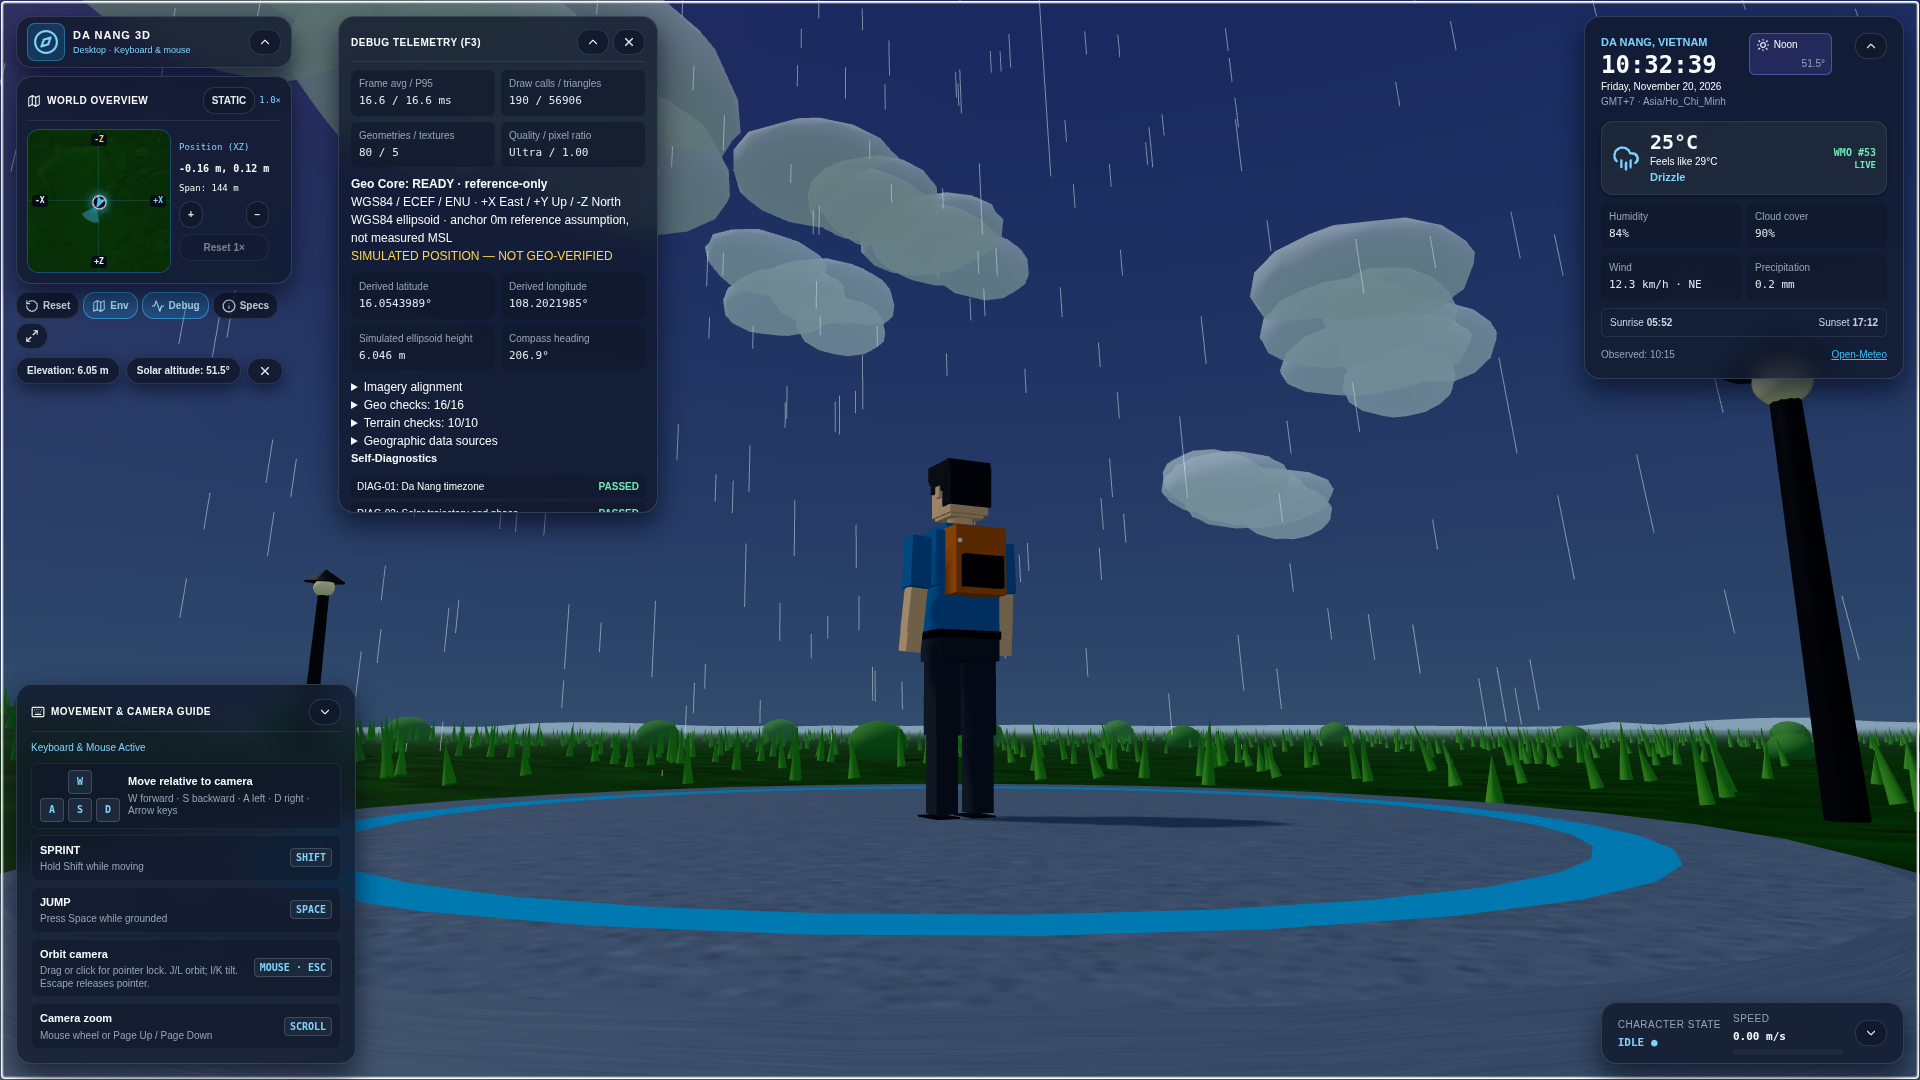 DA NANG 3D
Desktop · Keyboard & mouse
WORLD OVERVIEW
STATIC
1.0×
-Z
-X
+X
+Z
Position (XZ)
-0.16 m, 0.12 m
Span: 144 m
+
−
Reset 1×
Reset
Env
Debug
Specs
Elevation: 6.05 m
Solar altitude: 51.5°
DEBUG TELEMETRY (F3)
Frame avg / P95
16.6 / 16.6 ms
Draw calls / triangles
190 / 56906
Geometries / textures
80 / 5
Quality / pixel ratio
Ultra / 1.00
Geo Core: READY · reference-only
WGS84 / ECEF / ENU · +X East / +Y Up / -Z North
WGS84 ellipsoid · anchor 0m reference assumption,
not measured MSL
SIMULATED POSITION — NOT GEO-VERIFIED
Derived latitude
16.0543989°
Derived longitude
108.2021985°
Simulated ellipsoid height
6.046 m
Compass heading
206.9°
Imagery alignment
Geo checks: 16/16
Terrain checks: 10/10
Geographic data sources
Self-Diagnostics
DIAG-01: Da Nang timezone
PASSED
DA NANG, VIETNAM
10:32:39
Friday, November 20, 2026
GMT+7 · Asia/Ho_Chi_Minh
Noon
51.5°
25°C
Feels like 29°C
Drizzle
WMO #53
LIVE
Humidity
84%
Cloud cover
90%
Wind
12.3 km/h · NE
Precipitation
0.2 mm
Sunrise 05:52
Sunset 17:12
Observed: 10:15
Open-Meteo
MOVEMENT & CAMERA GUIDE
Keyboard & Mouse Active
W
A S D
Move relative to camera
W forward · S backward · A left · D right ·
Arrow keys
SPRINT
Hold Shift while moving
SHIFT
JUMP
Press Space while grounded
SPACE
Orbit camera
Drag or click for pointer lock. J/L orbit; I/K tilt.
Escape releases pointer.
MOUSE · ESC
Camera zoom
Mouse wheel or Page Up / Page Down
SCROLL
CHARACTER STATE
IDLE
SPEED
0.00 m/s